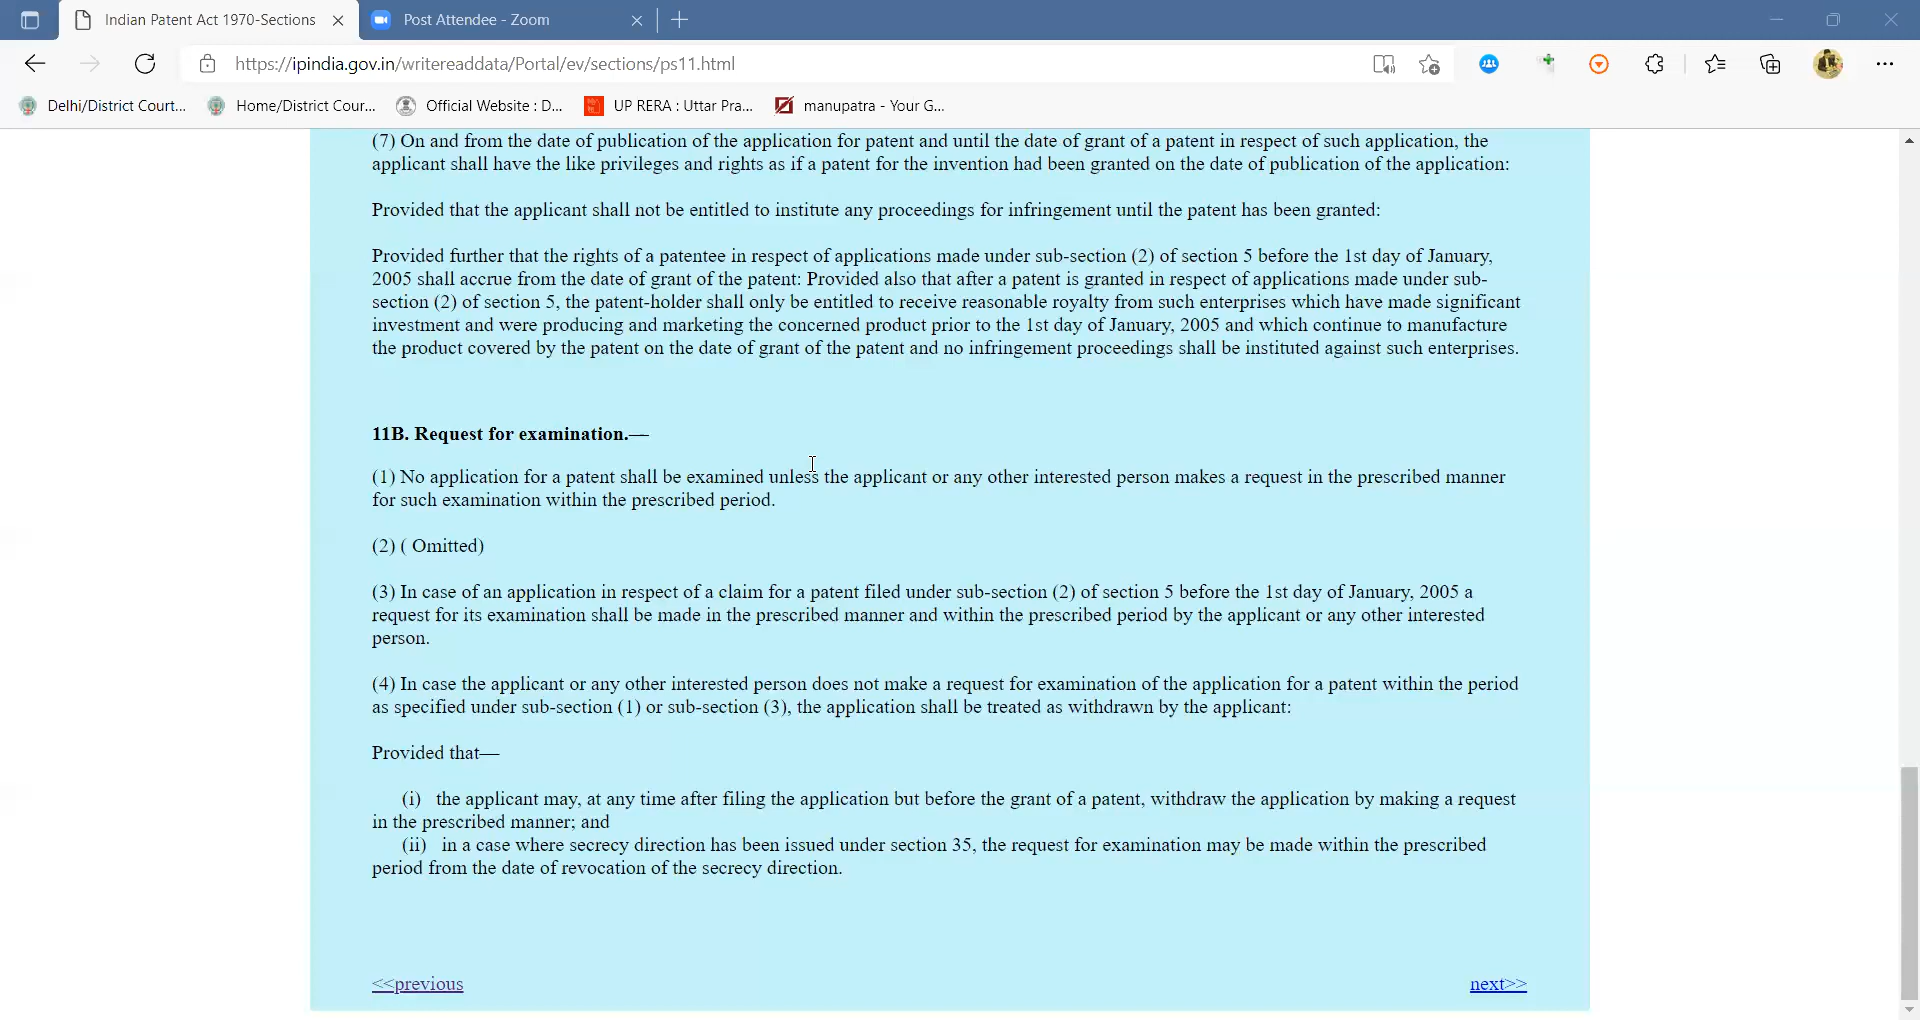 Indian Patent Act 1970-Sections
Post Attendee - Zoom
https://ipindia.gov.in/writereaddata/Portal/ev/sections/ps11.html
Delhi/District Court...
Home/District Cour...
Official Website : D...
UP RERA : Uttar Pra...
manupatra - Your G...
(7) On and from the date of publication of the application for patent and until the date of grant of a patent in respect of such application, the
applicant shall have the like privileges and rights as if a patent for the invention had been granted on the date of publication of the application:
Provided that the applicant shall not be entitled to institute any proceedings for infringement until the patent has been granted:
Provided further that the rights of a patentee in respect of applications made under sub-section (2) of section 5 before the 1st day of January,
2005 shall accrue from the date of grant of the patent: Provided also that after a patent is granted in respect of applications made under sub-
section (2) of section 5, the patent-holder shall only be entitled to receive reasonable royalty from such enterprises which have made significant
investment and were producing and marketing the concerned product prior to the 1st day of January, 2005 and which continue to manufacture
the product covered by the patent on the date of grant of the patent and no infringement proceedings shall be instituted against such enterprises.
11B. Request for examination.—
(1) No application for a patent shall be examined unless the applicant or any other interested person makes a request in the prescribed manner
for such examination within the prescribed period.
(2) ( Omitted)
(3) In case of an application in respect of a claim for a patent filed under sub-section (2) of section 5 before the 1st day of January, 2005 a
request for its examination shall be made in the prescribed manner and within the prescribed period by the applicant or any other interested
person.
(4) In case the applicant or any other interested person does not make a request for examination of the application for a patent within the period
as specified under sub-section (1) or sub-section (3), the application shall be treated as withdrawn by the applicant:
Provided that—
(i) the applicant may, at any time after filing the application but before the grant of a patent, withdraw the application by making a request
in the prescribed manner; and
(ii) in a case where secrecy direction has been issued under section 35, the request for examination may be made within the prescribed
period from the date of revocation of the secrecy direction.
<<previous
next>>